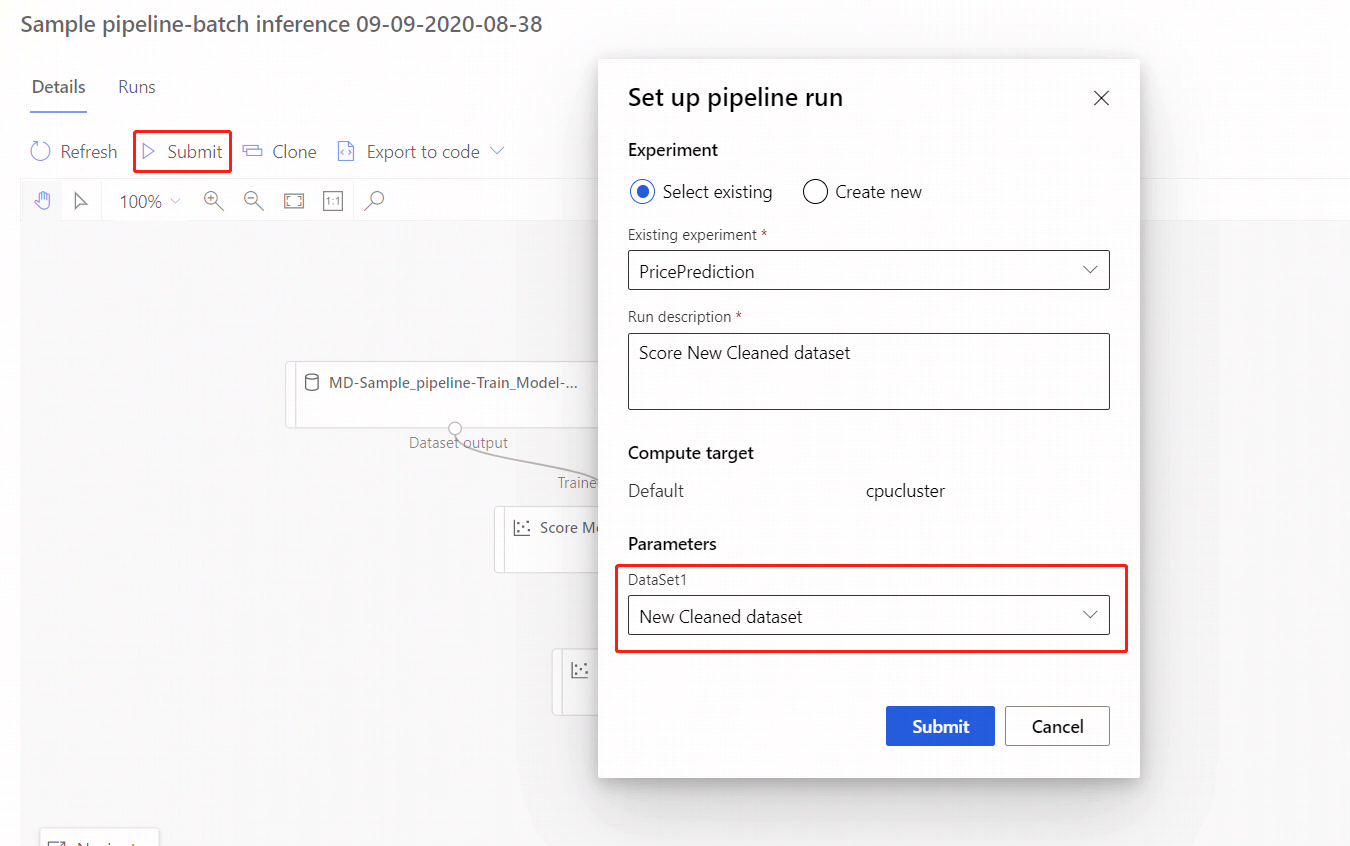 Sample pipeline-batch inference 09-09-2020-08-38
Details Runs
Refresh Submit Clone Export to code
100% 1:1
MD-Sample_pipeline-Train_Model-...
Dataset output
Traine
Score M
Set up pipeline run
Experiment
Select existing Create new
Existing experiment *
PricePrediction
Run description *
Score New Cleaned dataset
Compute target
Default cpucluster
Parameters
DataSet1
New Cleaned dataset
Submit Cancel